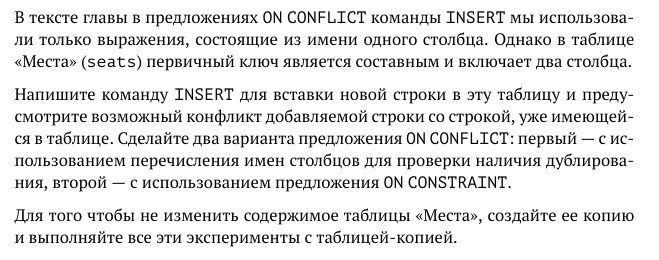 В тексте главы в предложениях ON CONFLICT команды INSERT мы использова-
ли только выражения, состоящие из имени одного столбца. Однако в таблице
«Места» (seats) первичный ключ является составным и включает два столбца.
Напишите команду INSERT для вставки новой строки в эту таблицу и преду-
смотрите возможный конфликт добавляемой строки со строкой, уже имеющей-
ся в таблице. Сделайте два варианта предложения ON CONFLICT: первый — с ис-
пользованием перечисления имен столбцов для проверки наличия дублирова-
ния, второй — с использованием предложения ON CONSTRAINT.
Для того чтобы не изменить содержимое таблицы «Места», создайте ее копию
и выполняйте все эти эксперименты с таблицей-копией.